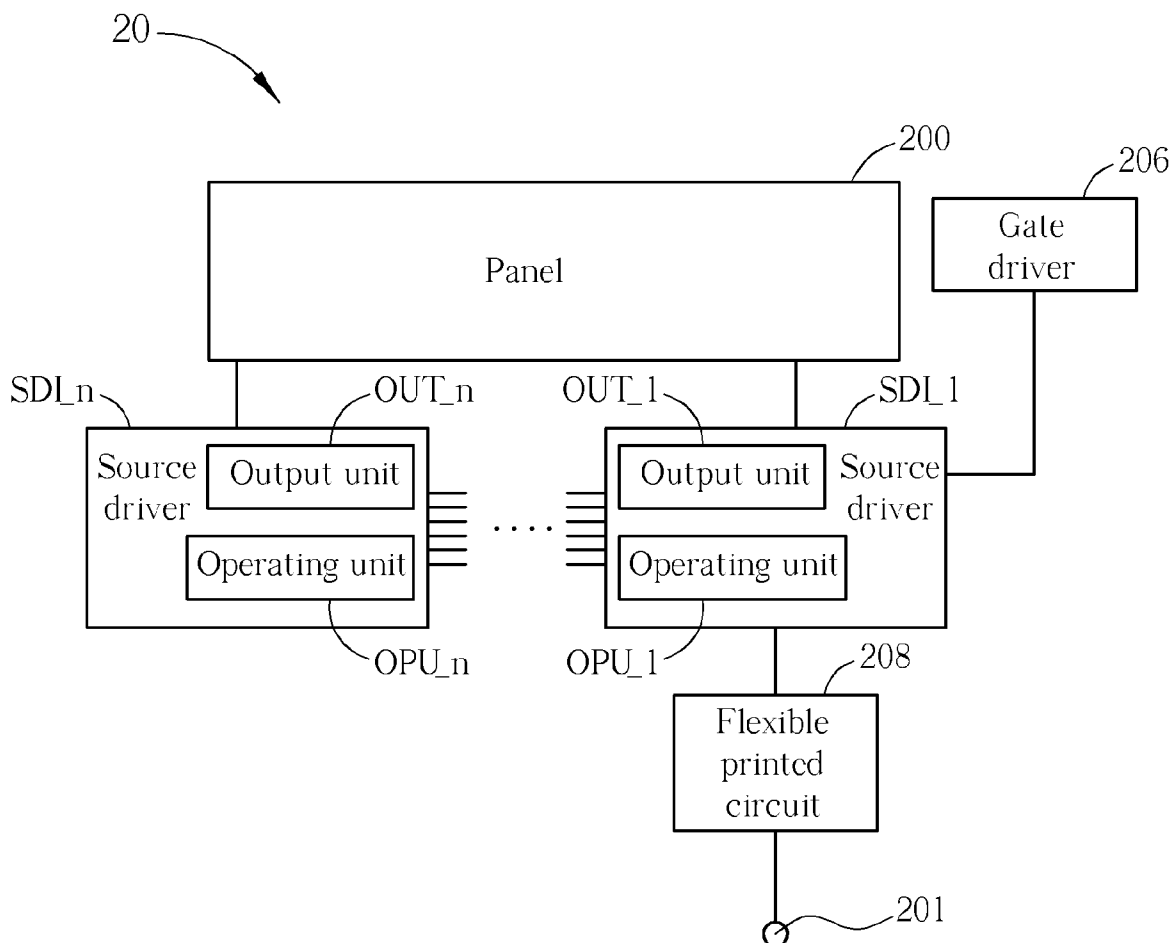 20
200
206
Gate
driver
Panel
SDI_n
OUT_n
OUT_1
SDI_1
Source
driver
Output unit
Output unit
Source
driver
....
Operating unit
Operating unit
OPU_n
OPU_1
208
Flexible
printed
circuit
201